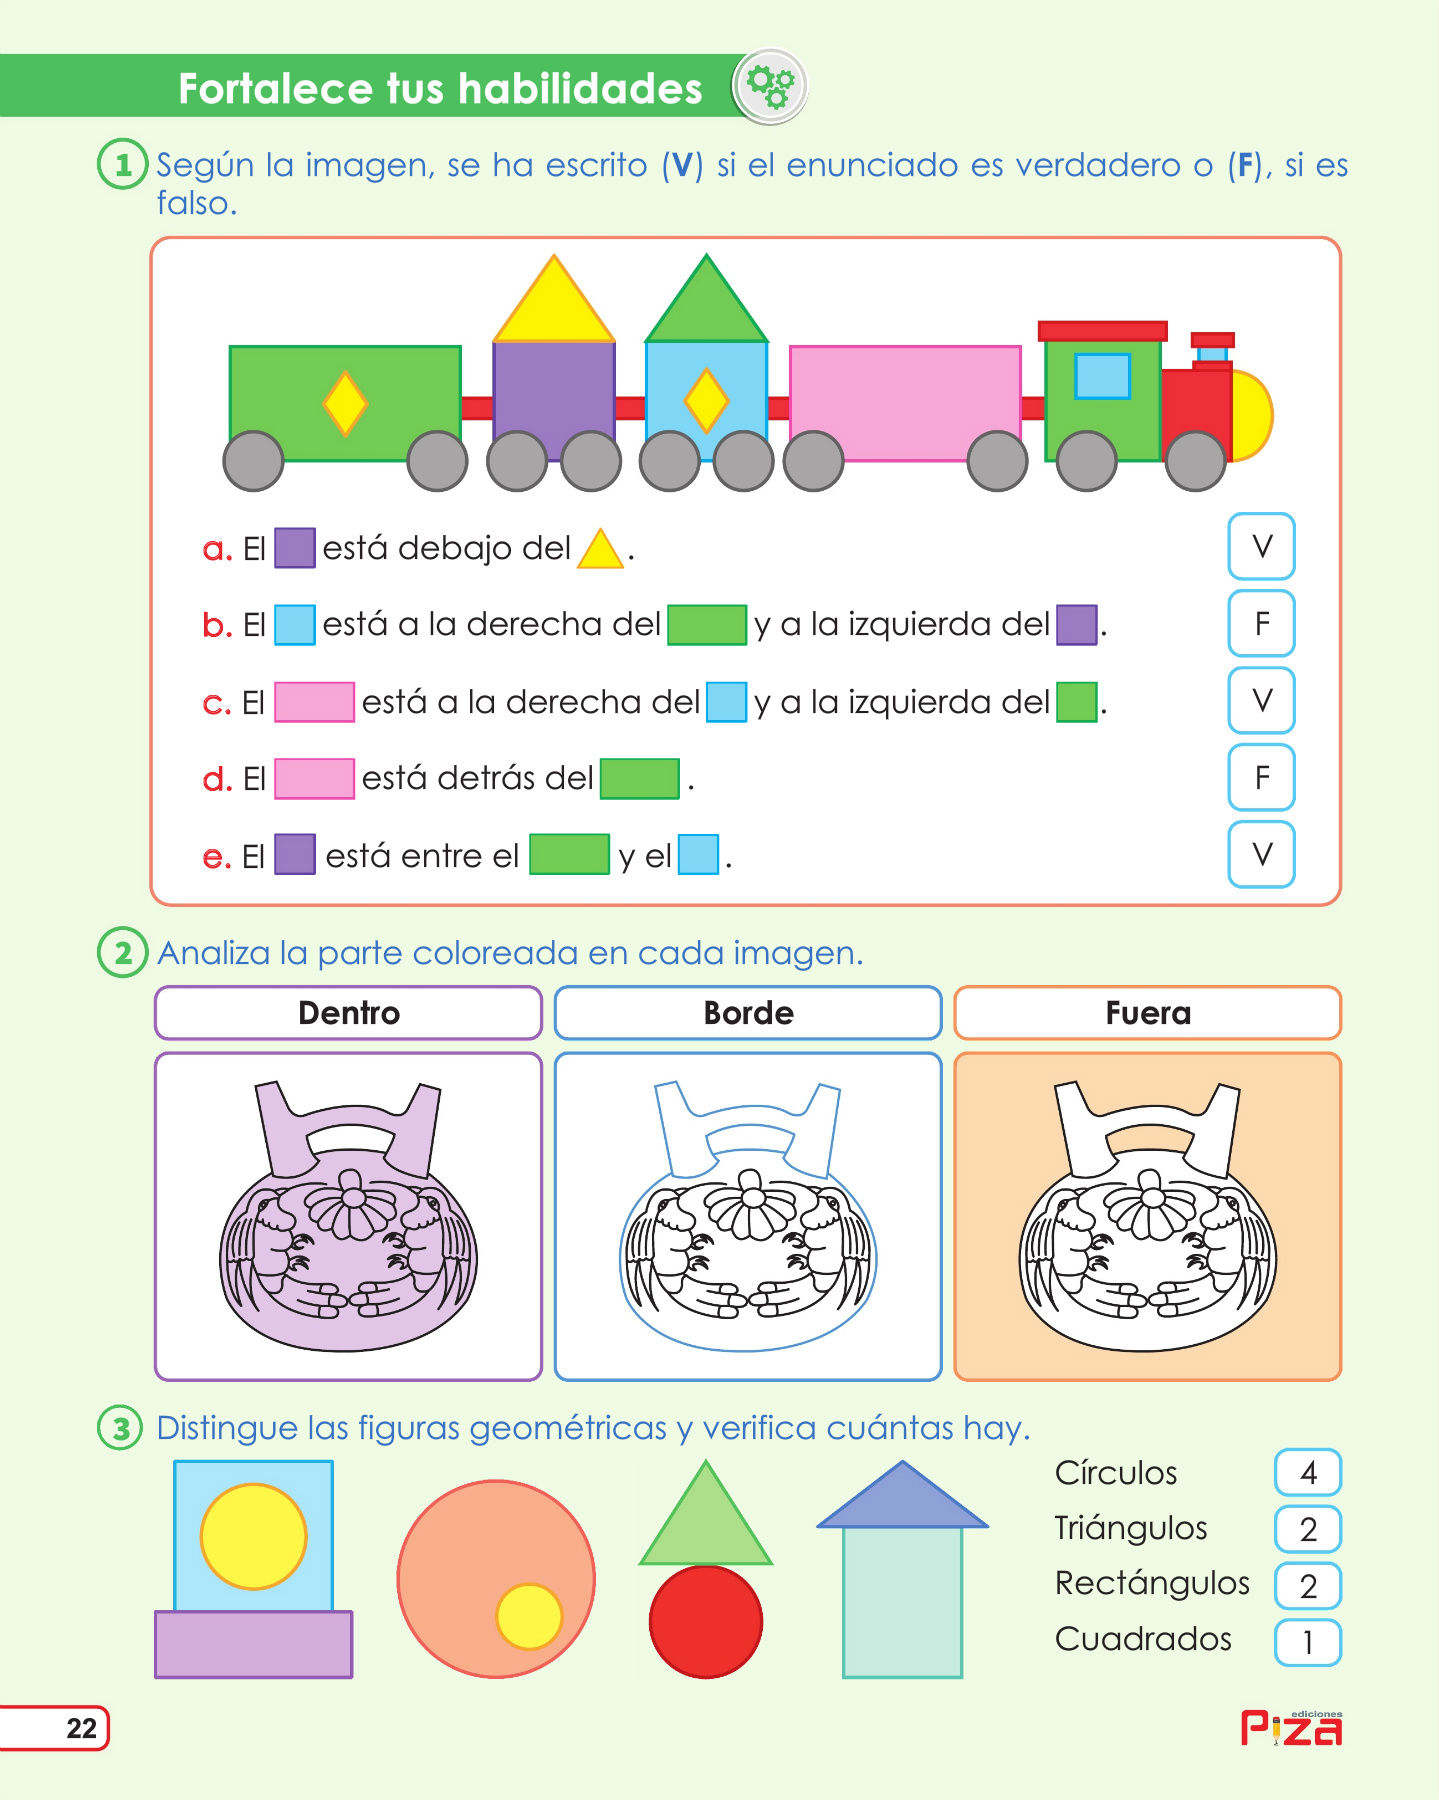 Fortalece tus habilidades
1 Según la imagen, se ha escrito (V) si el enunciado es verdadero o (F), si es
falso.
a. El está debajo del . V
b. El está a la derecha del y a la izquierda del . F
c. El está a la derecha del y a la izquierda del . V
d. El está detrás del . F
e. El está entre el y el . V
2 Analiza la parte coloreada en cada imagen.
Dentro Borde Fuera
3 Distingue las figuras geométricas y verifica cuántas hay.
Círculos 4
Triángulos 2
Rectángulos 2
Cuadrados 1
22
ediciones
Piza